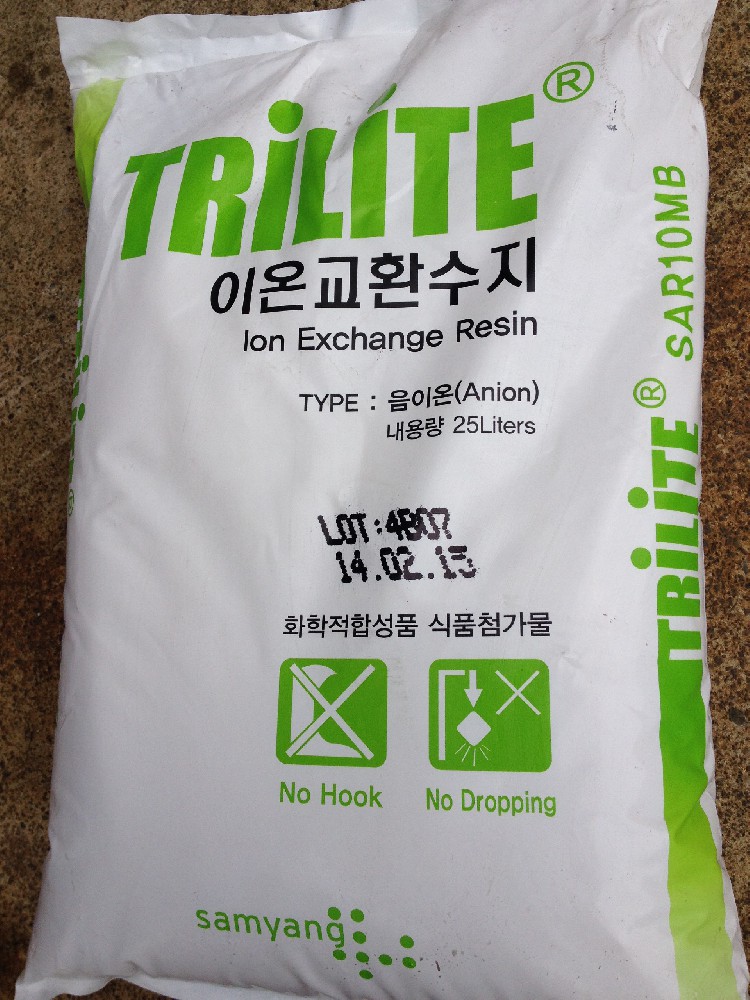 TRiLiTE®
이온교환수지
Ion Exchange Resin
TYPE : 음이온(Anion)
내용량 25Liters
LOT:4B07
14.02.15
화학적합성품 식품첨가물
No Hook
No Dropping
samyang
TRiLiTE® SAR10MB